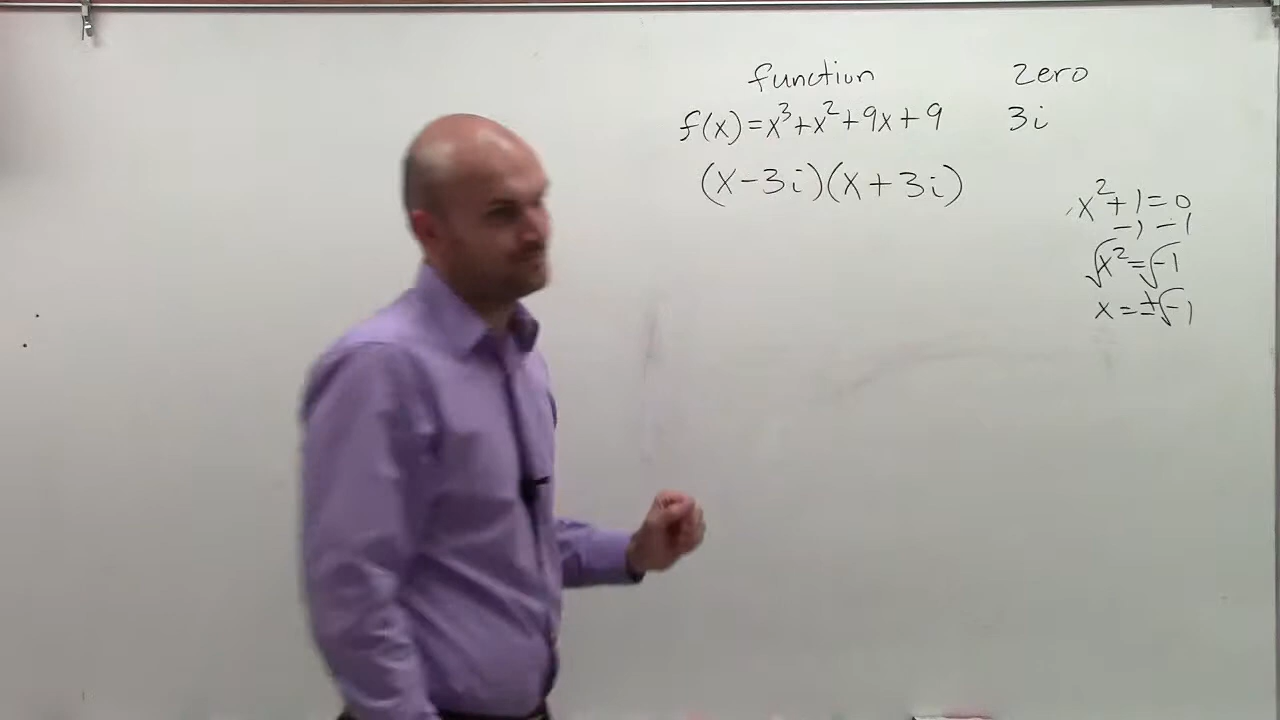 function zero
f(x)=x³+x²+9x+9 3i
(x-3i)(x+3i)
x²+1=0
-1 -1
√x²=√-1
x=±√-1